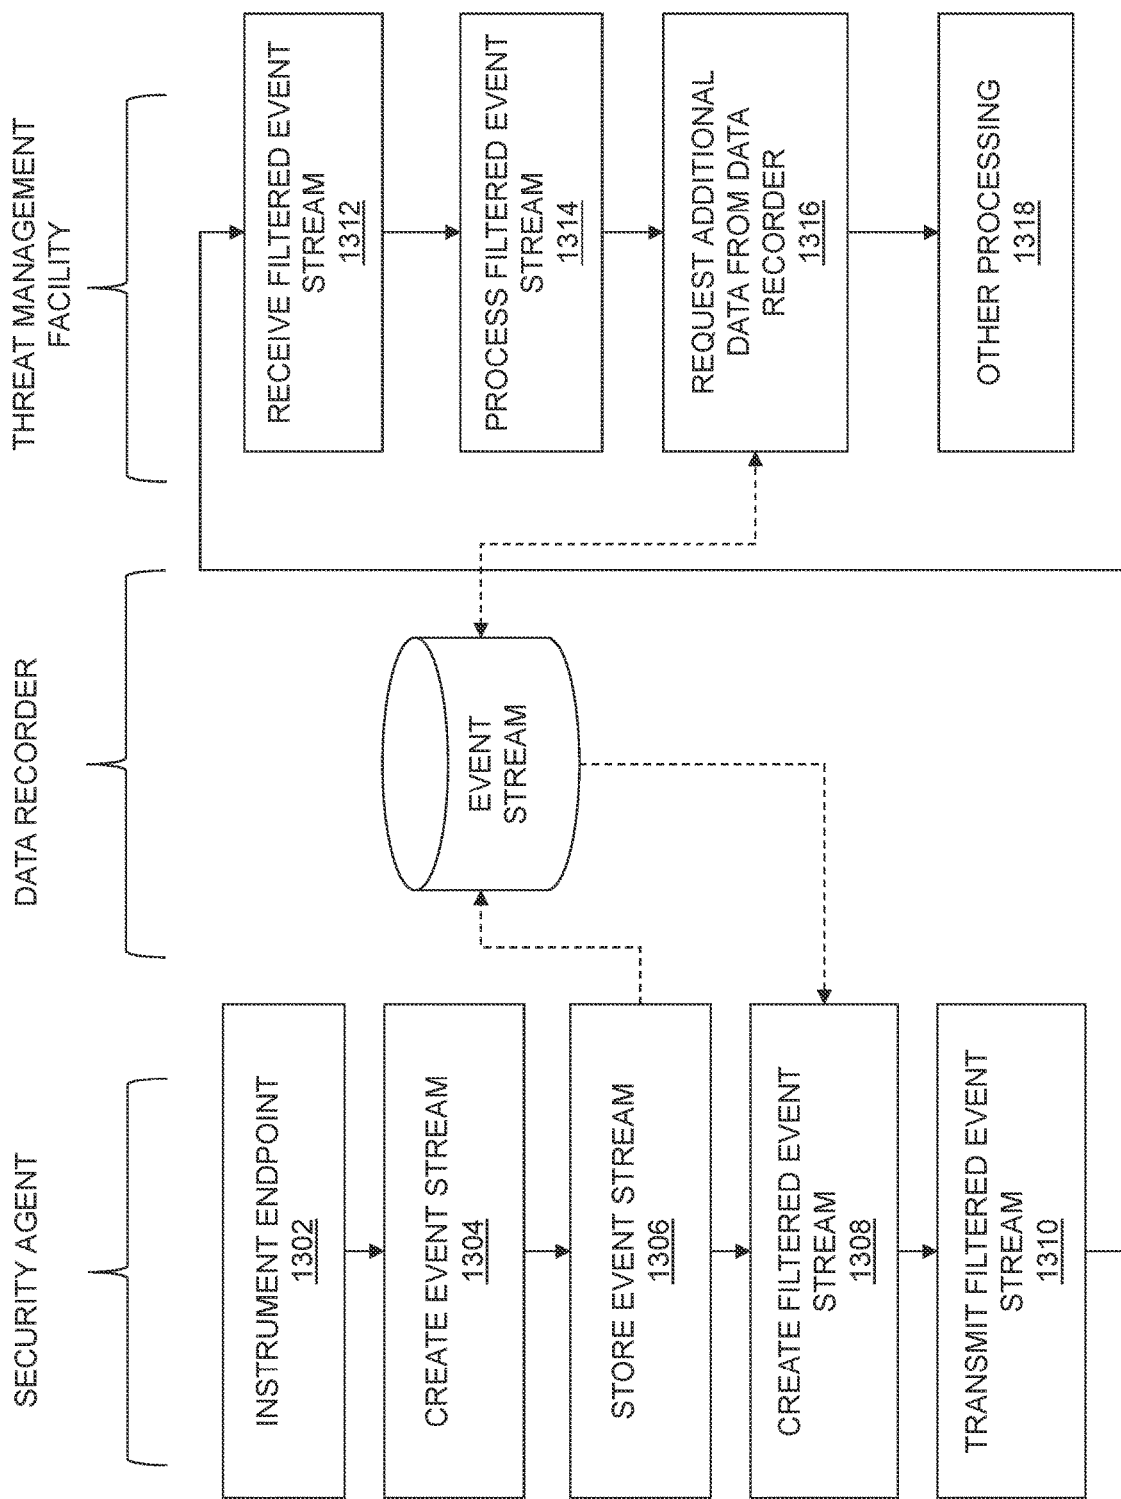 SECURITY AGENT
INSTRUMENT ENDPOINT
1302
CREATE EVENT STREAM
1304
STORE EVENT STREAM
1306
CREATE FILTERED EVENT
STREAM
1308
TRANSMIT FILTERED EVENT
STREAM
1310
DATA RECORDER
EVENT
STREAM
THREAT MANAGEMENT
FACILITY
RECEIVE FILTERED EVENT
STREAM
1312
PROCESS FILTERED EVENT
STREAM
1314
REQUEST ADDITIONAL
DATA FROM DATA
RECORDER
1316
OTHER PROCESSING
1318